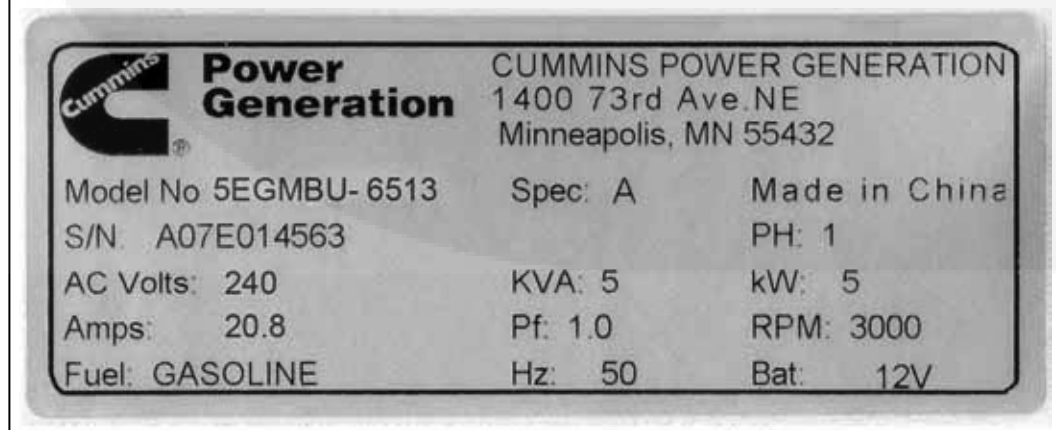 Cummins
Power
Generation
®
CUMMINS POWER GENERATION
1400 73rd Ave.NE
Minneapolis, MN 55432
Model No 5EGMBU-6513 Spec: A Made in China
S/N: A07E014563 PH: 1
AC Volts: 240 KVA: 5 kW: 5
Amps: 20.8 Pf: 1.0 RPM: 3000
Fuel: GASOLINE Hz: 50 Bat: 12V